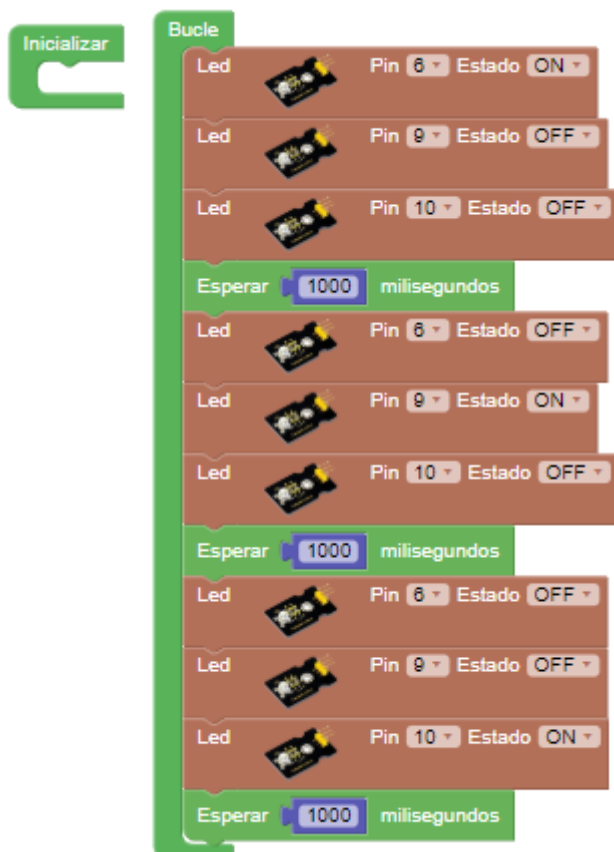 Inicializar
Bucle
Led Pin 6 Estado ON
Led Pin 9 Estado OFF
Led Pin 10 Estado OFF
Esperar 1000 milisegundos
Led Pin 6 Estado OFF
Led Pin 9 Estado ON
Led Pin 10 Estado OFF
Esperar 1000 milisegundos
Led Pin 6 Estado OFF
Led Pin 9 Estado OFF
Led Pin 10 Estado ON
Esperar 1000 milisegundos